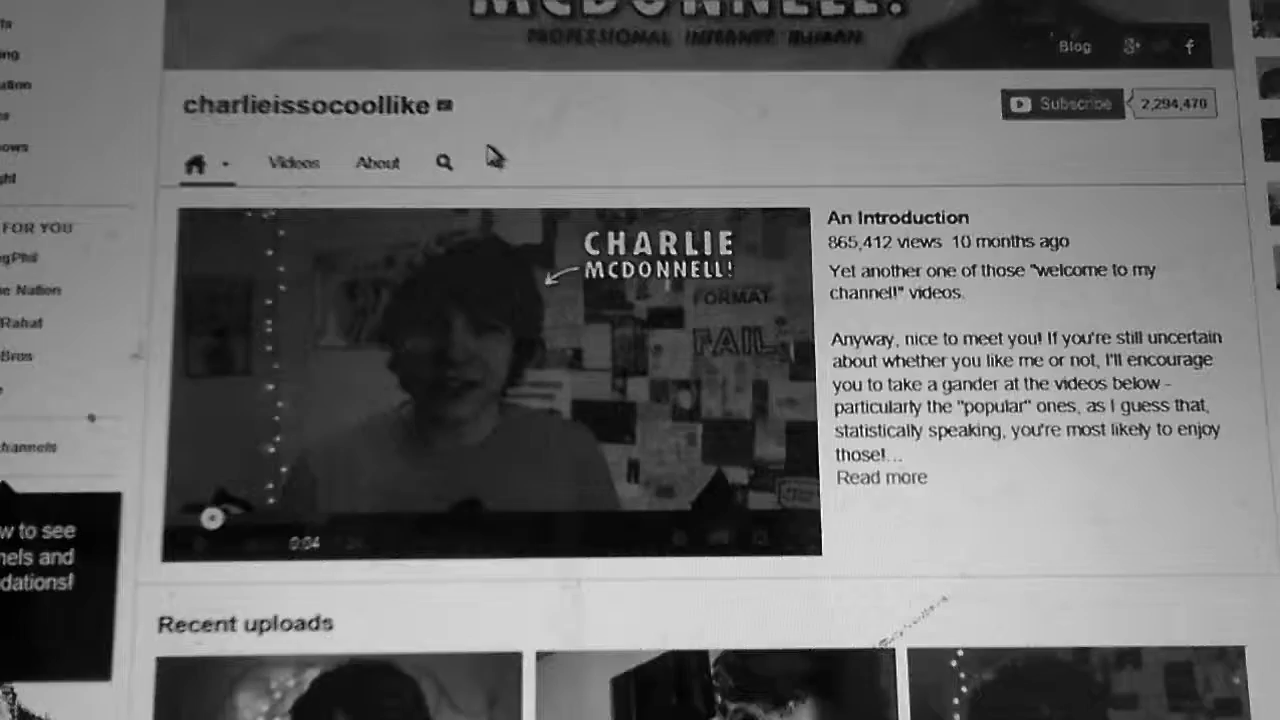 MCDONNELL!
PROFESSIONAL INTERNET HUMAN
Blog
charlieissocoollike
Subscribe
2,294,470
Videos
About
CHARLIE
MCDONNELL!
FORMAT
FAIL
0:04
An Introduction
865,412 views 10 months ago
Yet another one of those "welcome to my
channel!" videos.
Anyway, nice to meet you! If you're still uncertain
about whether you like me or not, I'll encourage
you to take a gander at the videos below -
particularly the "popular" ones, as I guess that,
statistically speaking, you're most likely to enjoy
those!...
Read more
FOR YOU
Nation
Rahat
Bros
to see
and
Recent uploads